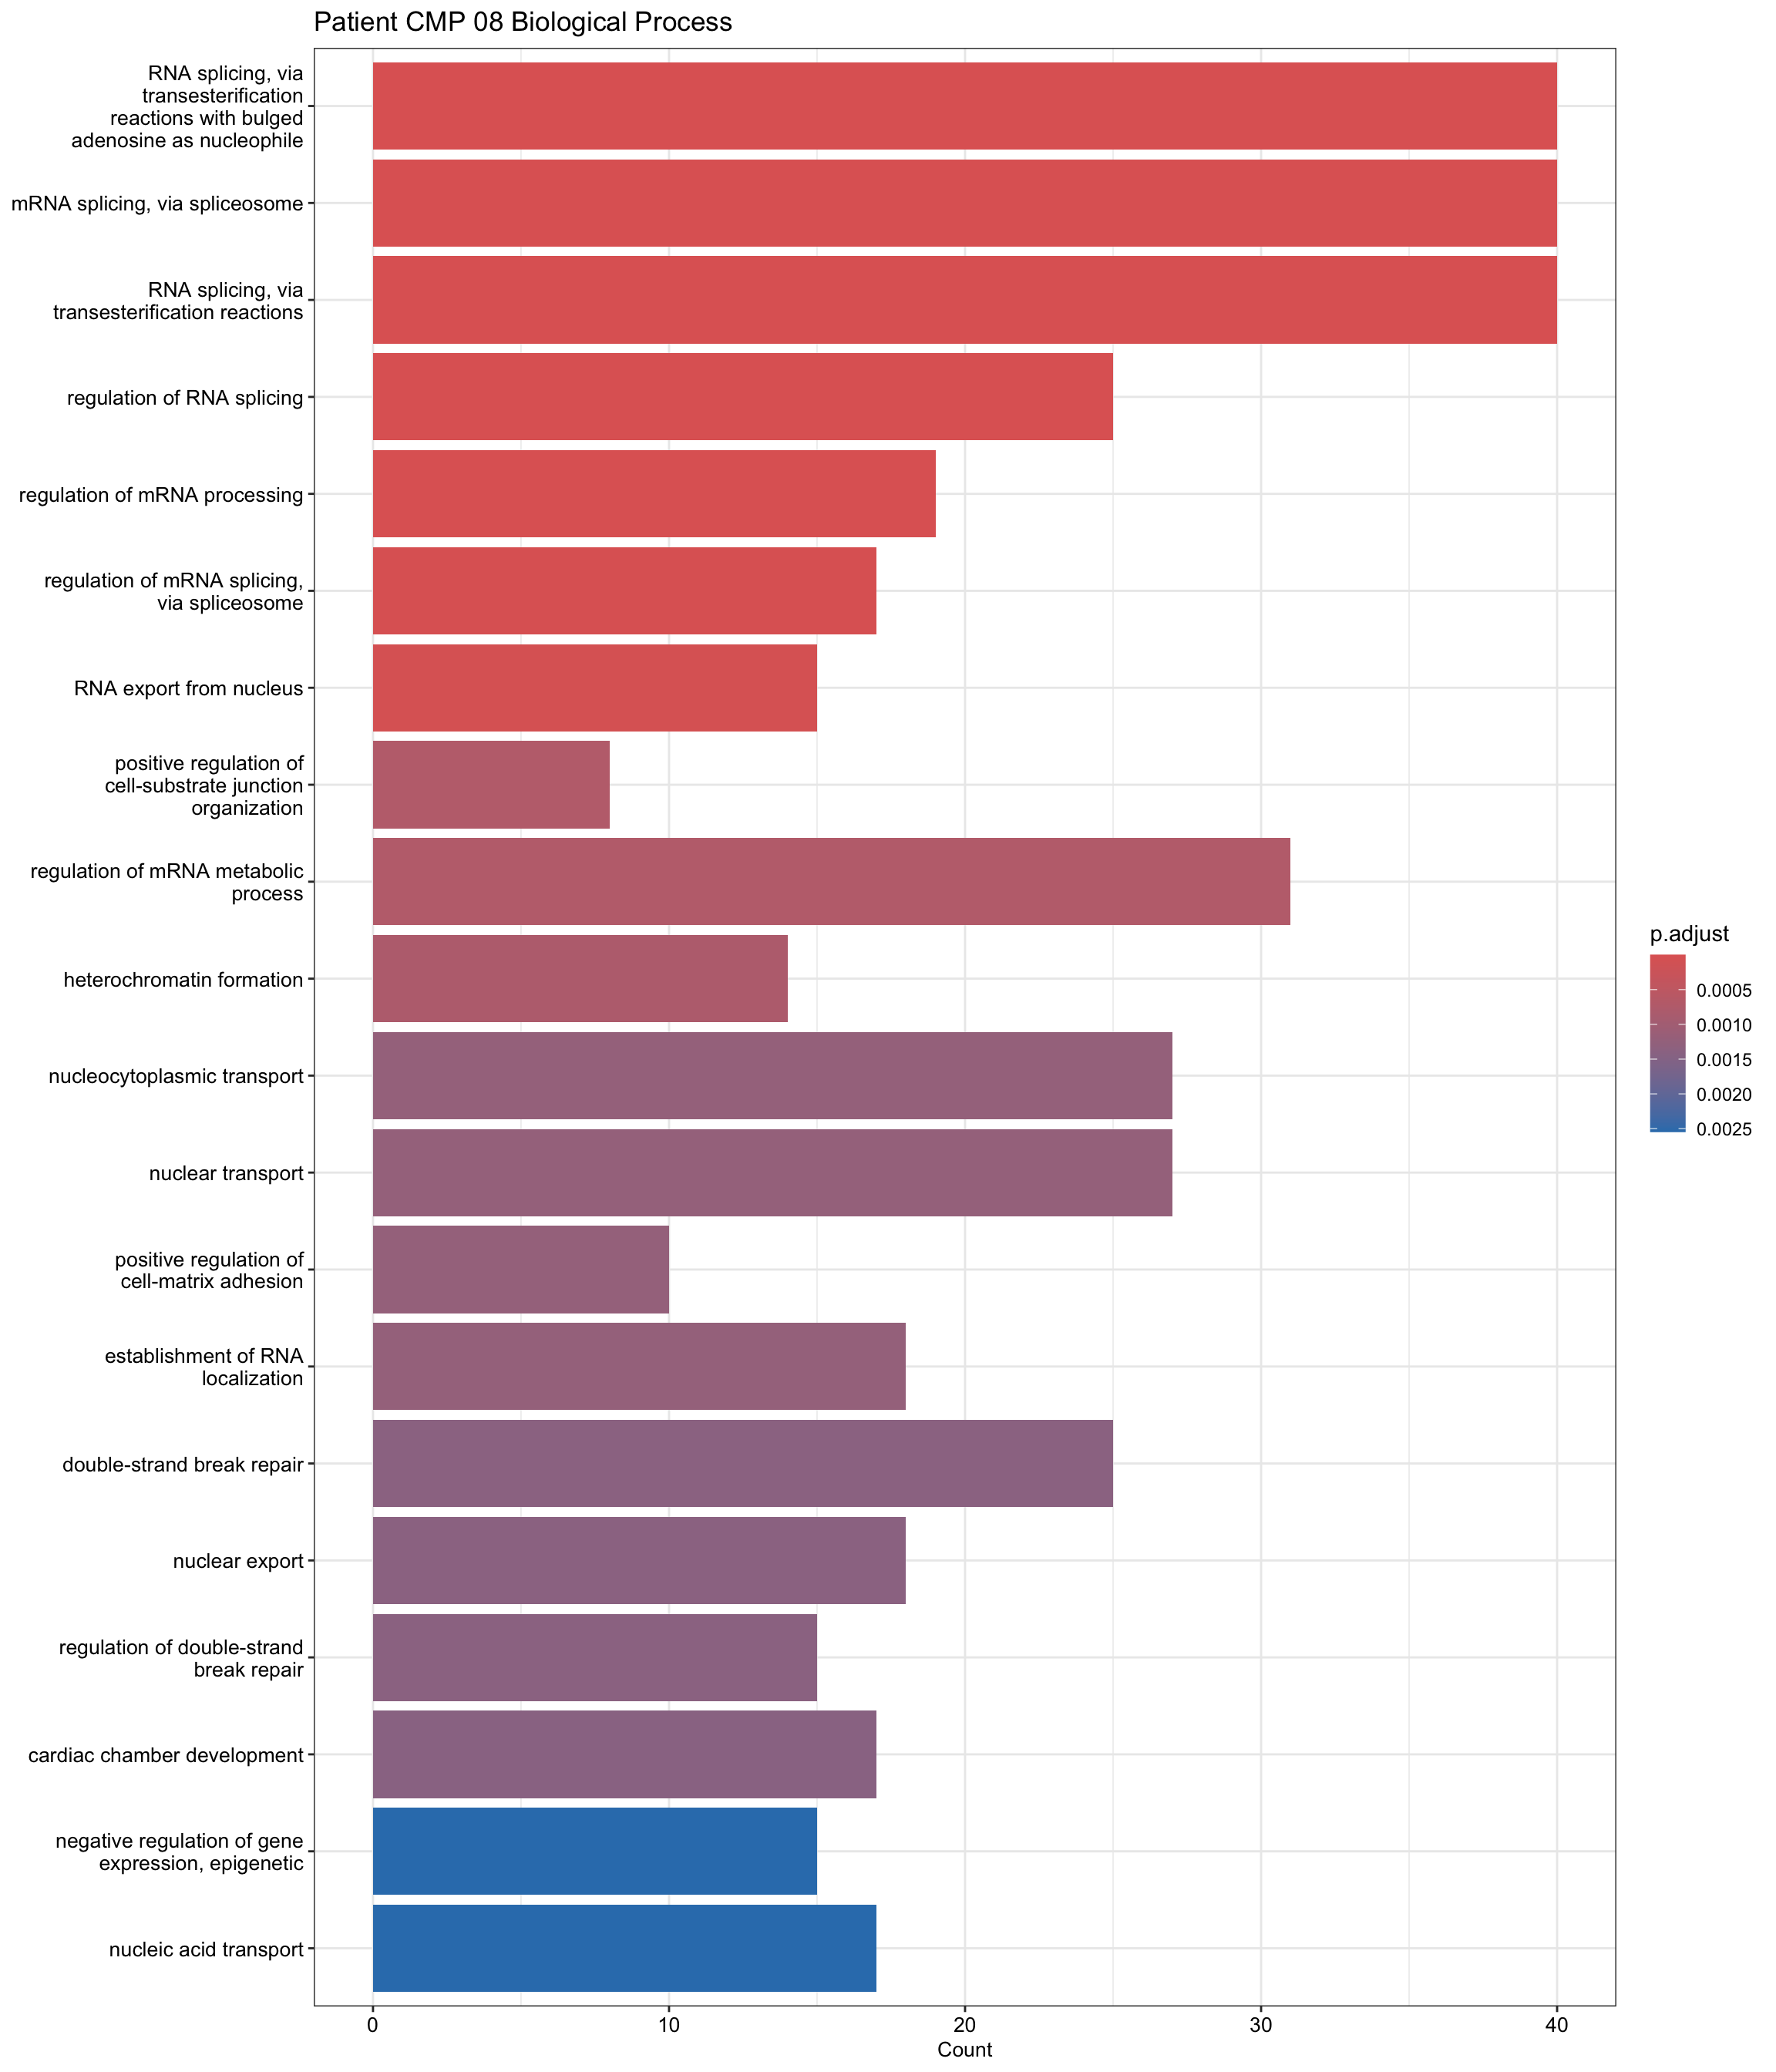 Patient CMP 08 Biological Process
RNA splicing, via
transesterification
reactions with bulged
adenosine as nucleophile
mRNA splicing, via spliceosome
RNA splicing, via
transesterification reactions
regulation of RNA splicing
regulation of mRNA processing
regulation of mRNA splicing,
via spliceosome
RNA export from nucleus
positive regulation of
cell-substrate junction
organization
regulation of mRNA metabolic
process
heterochromatin formation
nucleocytoplasmic transport
nuclear transport
positive regulation of
cell-matrix adhesion
establishment of RNA
localization
double-strand break repair
nuclear export
regulation of double-strand
break repair
cardiac chamber development
negative regulation of gene
expression, epigenetic
nucleic acid transport
0 10 20 30 40
Count
p.adjust
0.0005
0.0010
0.0015
0.0020
0.0025